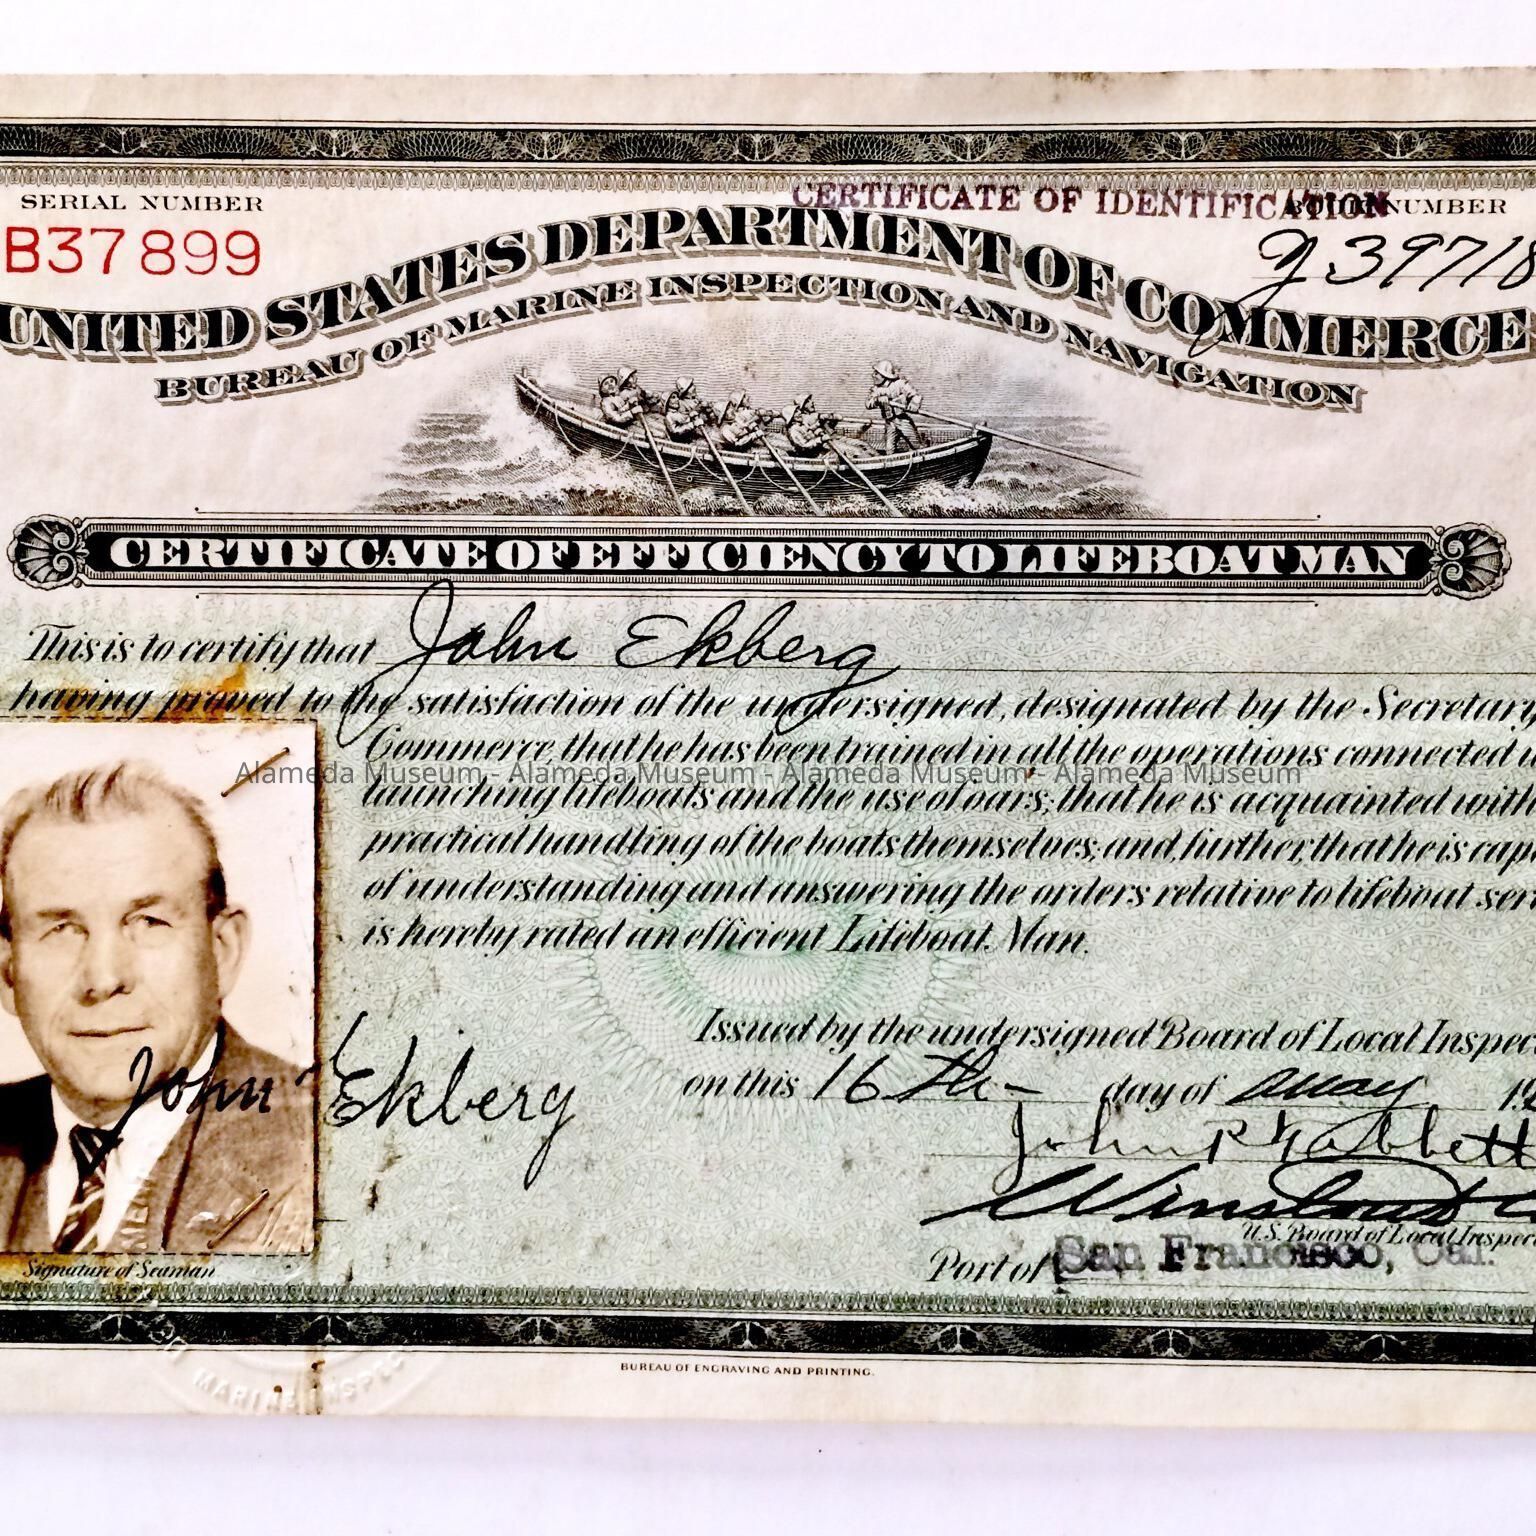 CERTIFICATE OF IDENTIFICATION
SERIAL NUMBER
NUMBER
B37899
UNITED STATES DEPARTMENT OF COMMERCE
BUREAU OF MARINE INSPECTION AND NAVIGATION
CERTIFICATE OF EFFICIENCY TO LIFEBOAT MAN
This is to certify that John Ekberg
having proved to the satisfaction of the undersigned, designated by the Secretary
Commerce, that he has been trained in all the operations connected
Alameda Museum - Alameda Museum - Alameda Museum - Alameda Museum
launching lifeboats and the use of oars; that he is acquainted with
practical handling of the boats themselves; and, further, that he is
of understanding and answering the orders relative to lifeboat
is hereby rated an efficient Lifeboat Man.
Issued by the undersigned Board of Local
on this 16th - day of May
John Ekberg
Winslow
U.S. Board of Local
Port of San Francisco, Cal.
Signature of Seaman
MARINE INSPEC
BUREAU OF ENGRAVING AND PRINTING.